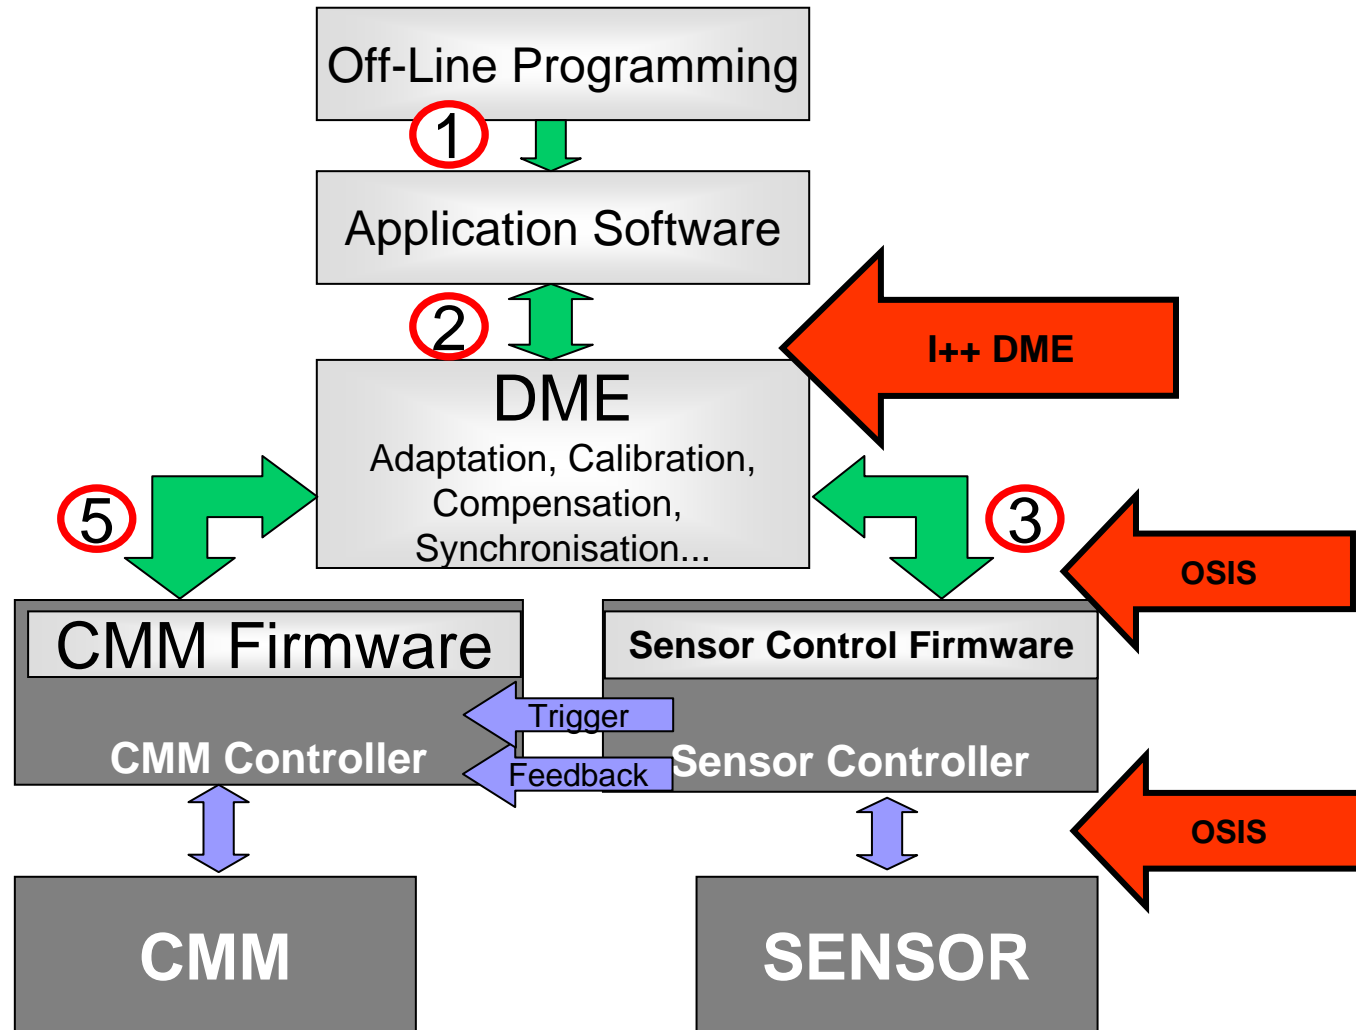 Off-Line Programming
1
Application Software
2
I++ DME
DME
Adaptation, Calibration,
Compensation,
Synchronisation...
5
3
OSIS
CMM Firmware
Sensor Control Firmware
Trigger
CMM Controller
Sensor Controller
Feedback
OSIS
CMM
SENSOR